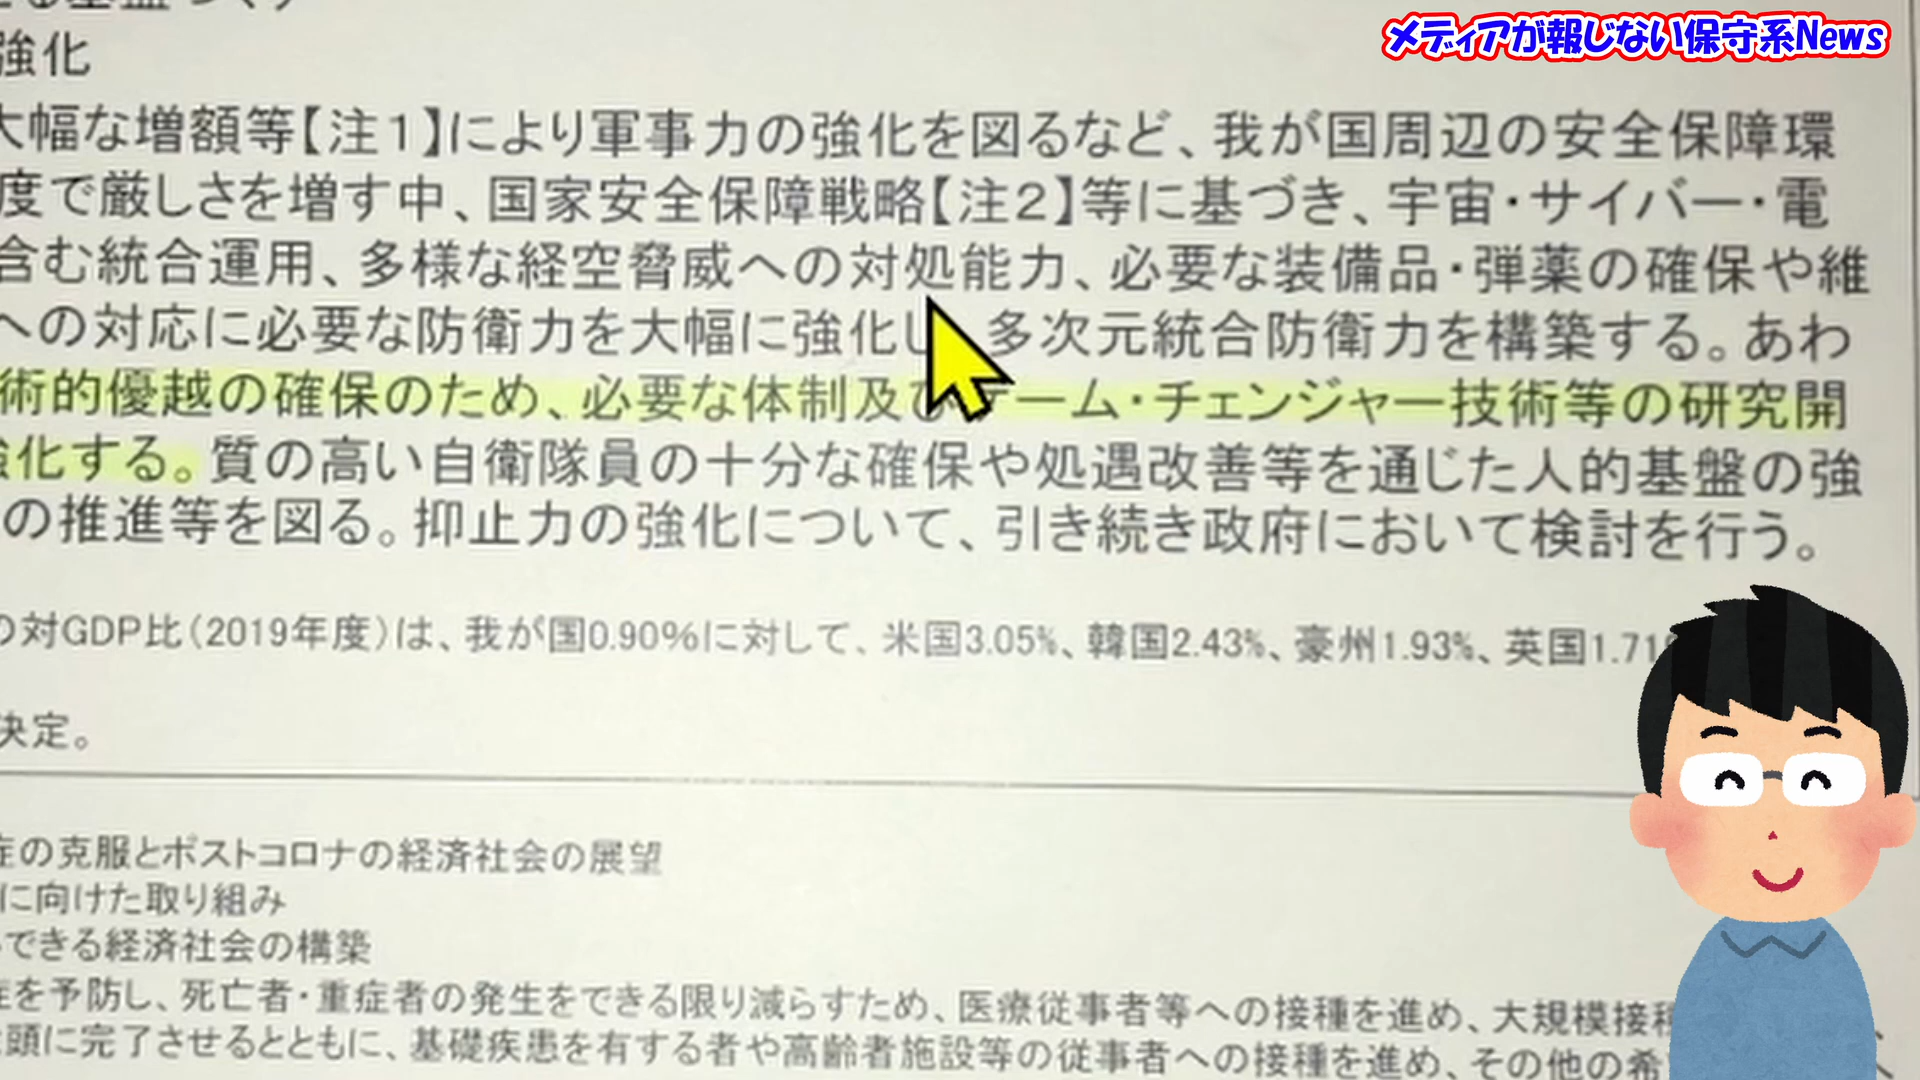 メディアが報じない保守系News
強化
大幅な増額等【注1】により軍事力の強化を図るなど、我が国周辺の安全保障環
度で厳しさを増す中、国家安全保障戦略【注2】等に基づき、宇宙・サイバー・電
含む統合運用、多様な経空脅威への対処能力、必要な装備品・弾薬の確保や維
への対応に必要な防衛力を大幅に強化し 多次元統合防衛力を構築する。あわ
術的優越の確保のため、必要な体制及び ーム・チェンジャー技術等の研究開
強化する。質の高い自衛隊員の十分な確保や処遇改善等を通じた人的基盤の強
の推進等を図る。抑止力の強化について、引き続き政府において検討を行う。
の対GDP比（2019年度）は、我が国0.90%に対して、米国3.05%、韓国2.43%、豪州1.93%、英国1.71
決定。
症の克服とポストコロナの経済社会の展望
に向けた取り組み
できる経済社会の構築
症を予防し、死亡者・重症者の発生をできる限り減らすため、医療従事者等への接種を進め、大規模接種
頭に完了させるとともに、基礎疾患を有する者や高齢者施設等の従事者への接種を進め、その他の希